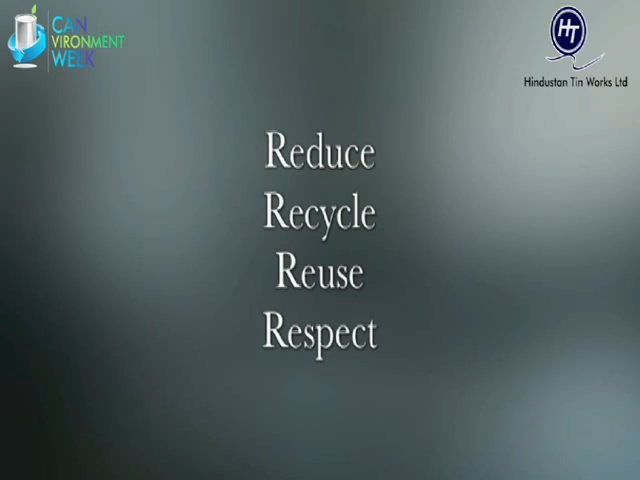 CAN
VIRONMENT
WEEK
HT
Hindustan Tin Works Ltd
Reduce
Recycle
Reuse
Respect